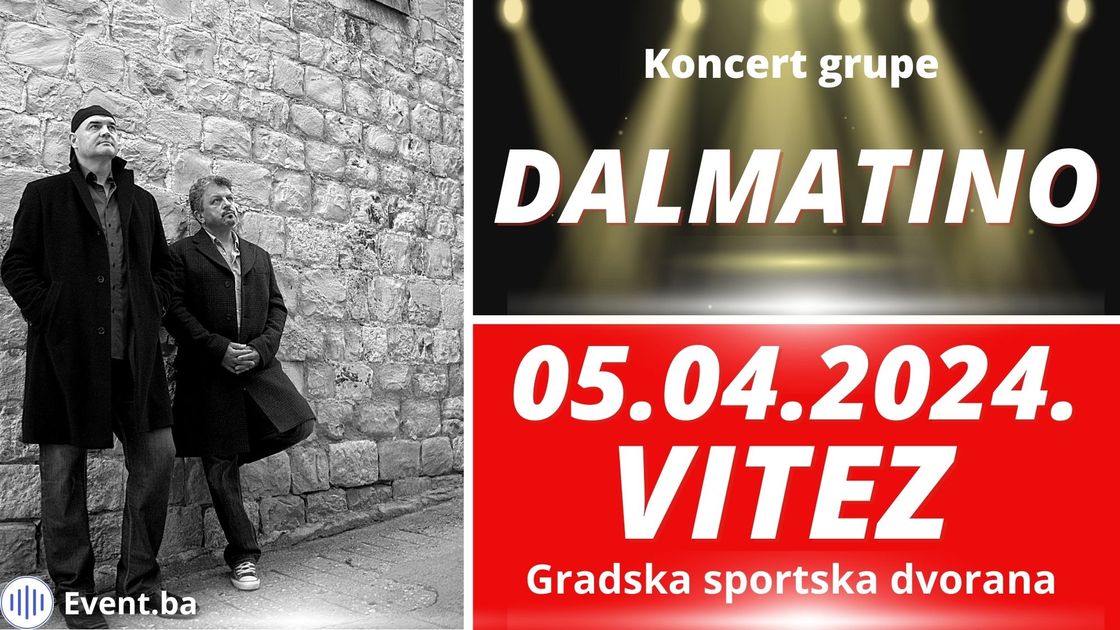 Koncert grupe
DALMATINO
05.04.2024.
VITEZ
Gradska sportska dvorana
Event.ba